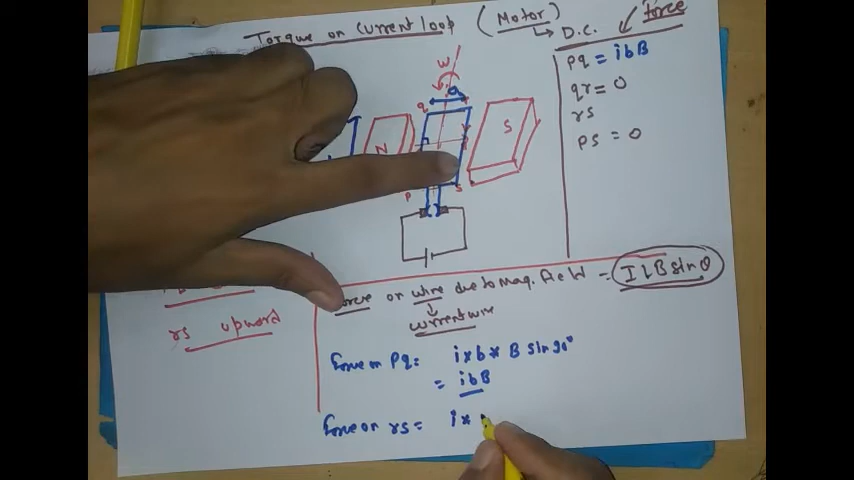 Torque on current loop (Motor)
↳ D.C.
force
pq = ibB
qr = 0
rs
ps = 0
ω
q
N
S
P
s
Force on wire due to mag. field = ILB sin θ
↓
current wire
rs upward
Force on pq = i×b×B sin 90°
= ibB
Force on rs = i×